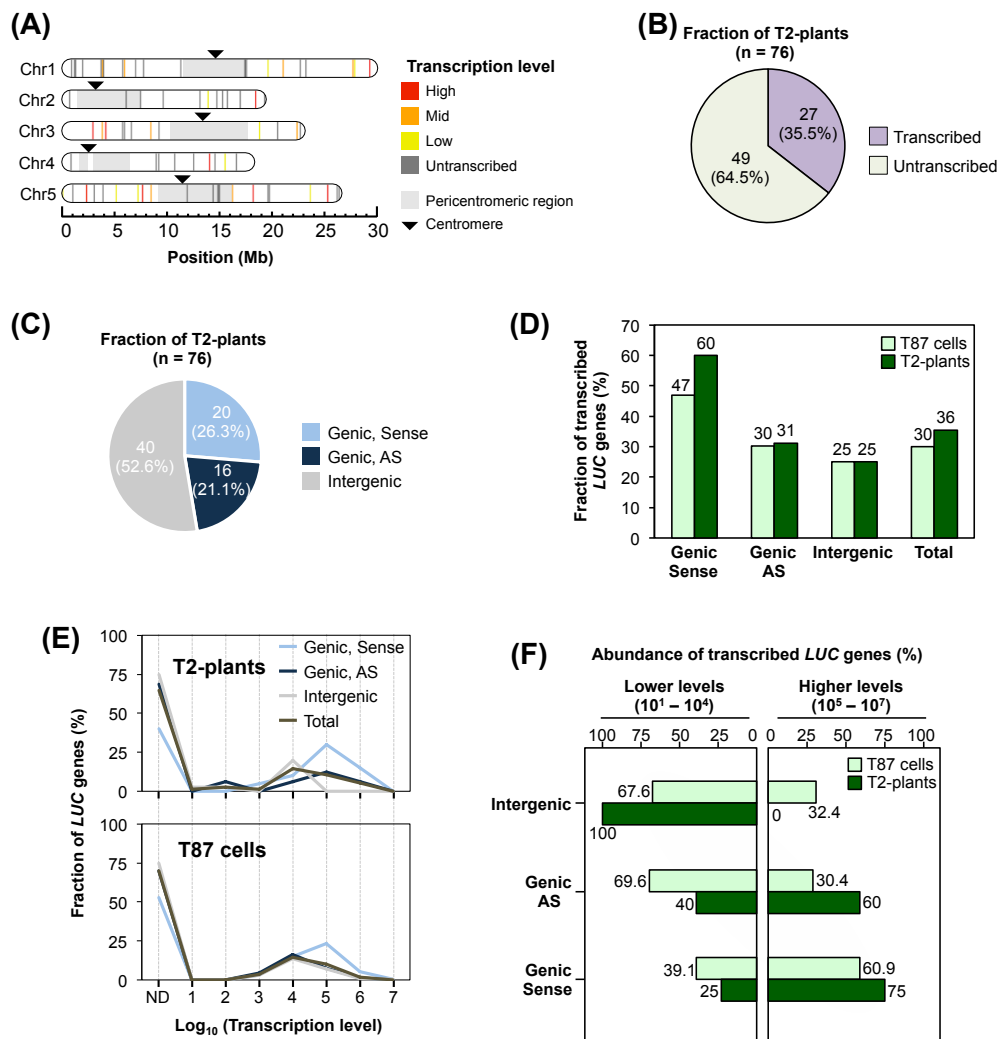 (A)
Chr1
Chr2
Chr3
Chr4
Chr5
0 5 10 15 20 25 30
Position (Mb)
Transcription level
High
Mid
Low
Untranscribed
Pericentromeric region
Centromere
(B)
Fraction of T2-plants
(n = 76)
27
(35.5%)
49
(64.5%)
Transcribed
Untranscribed
(C)
Fraction of T2-plants
(n = 76)
20
(26.3%)
40
(52.6%)
16
(21.1%)
Genic, Sense
Genic, AS
Intergenic
(D)
Fraction of transcribed
LUC genes (%)
70
60
50
40
30
20
10
0
T87 cells
T2-plants
47 60
30 31
25 25
30 36
Genic
Sense
Genic
AS
Intergenic
Total
(E)
Fraction of LUC genes (%)
100
75
50
25
0
T2-plants
Genic, Sense
Genic, AS
Intergenic
Total
100
75
50
25
0
T87 cells
ND 1 2 3 4 5 6 7
Log₁₀ (Transcription level)
(F)
Abundance of transcribed LUC genes (%)
Lower levels
(10¹ – 10⁴)
Higher levels
(10⁵ – 10⁷)
100 75 50 25 0
0 25 50 75 100
T87 cells
T2-plants
Intergenic
67.6
100
32.4
0
Genic
AS
69.6
40
30.4
60
Genic
Sense
39.1
25
60.9
75